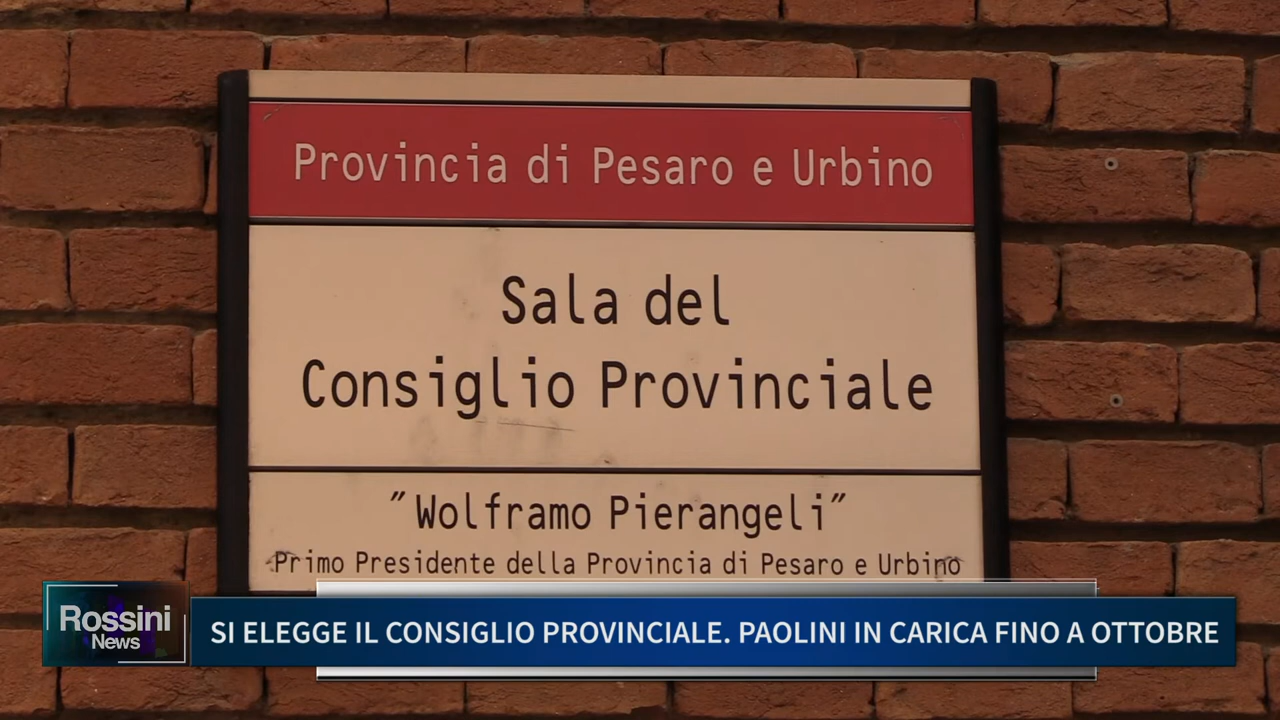 Provincia di Pesaro e Urbino
Sala del
Consiglio Provinciale
"Wolframo Pierangeli"
Primo Presidente della Provincia di Pesaro e Urbino
Rossini
News
SI ELEGGE IL CONSIGLIO PROVINCIALE. PAOLINI IN CARICA FINO A OTTOBRE